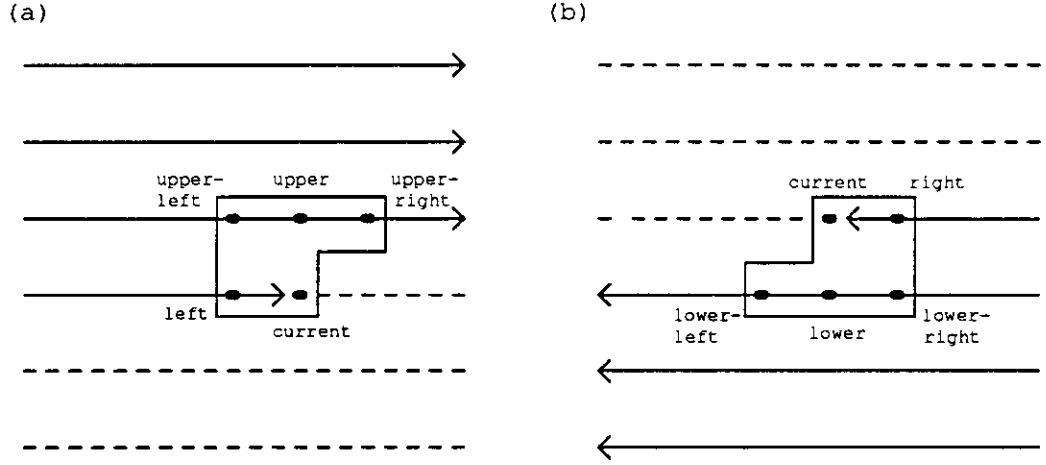 (a)
(b)
upper-
left
upper
upper-
right
current
right
left
current
lower-
left
lower
lower-
right